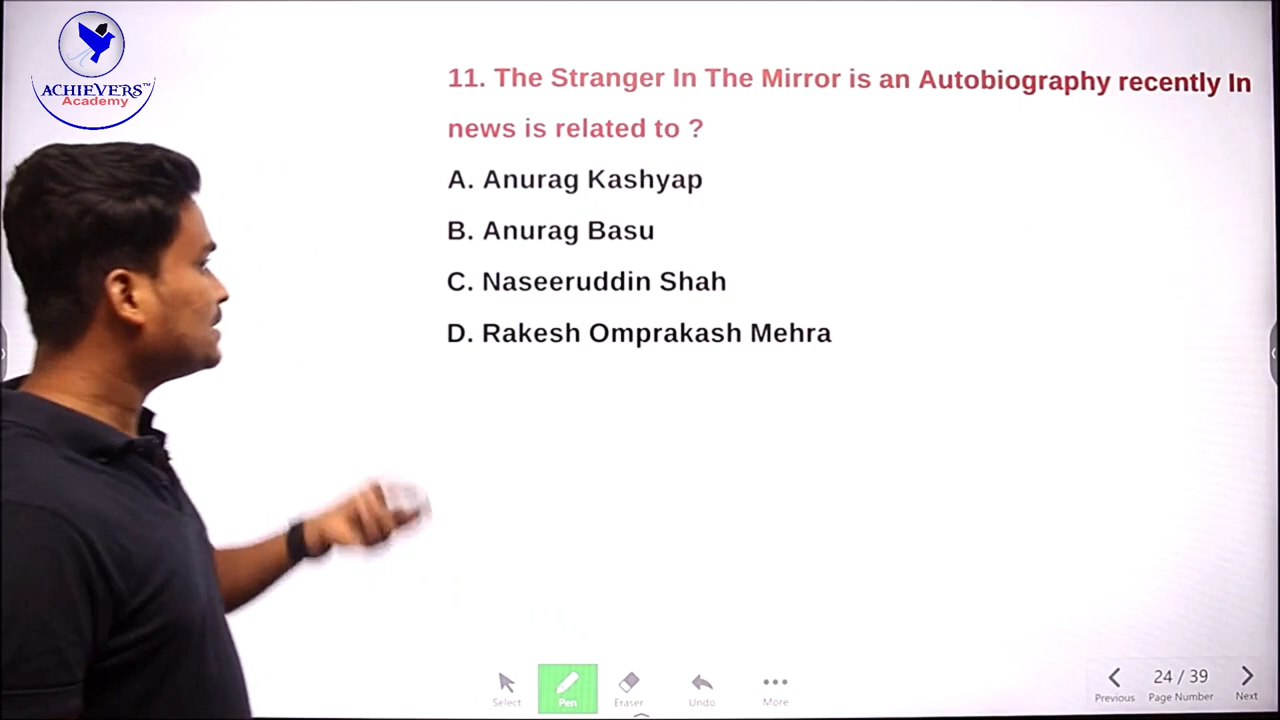 ACHIEVERS™
Academy
11. The Stranger In The Mirror is an Autobiography recently In
news is related to ?
A. Anurag Kashyap
B. Anurag Basu
C. Naseeruddin Shah
D. Rakesh Omprakash Mehra
Select
Pen
Eraser
Undo
More
Previous
24 / 39
Page Number
Next